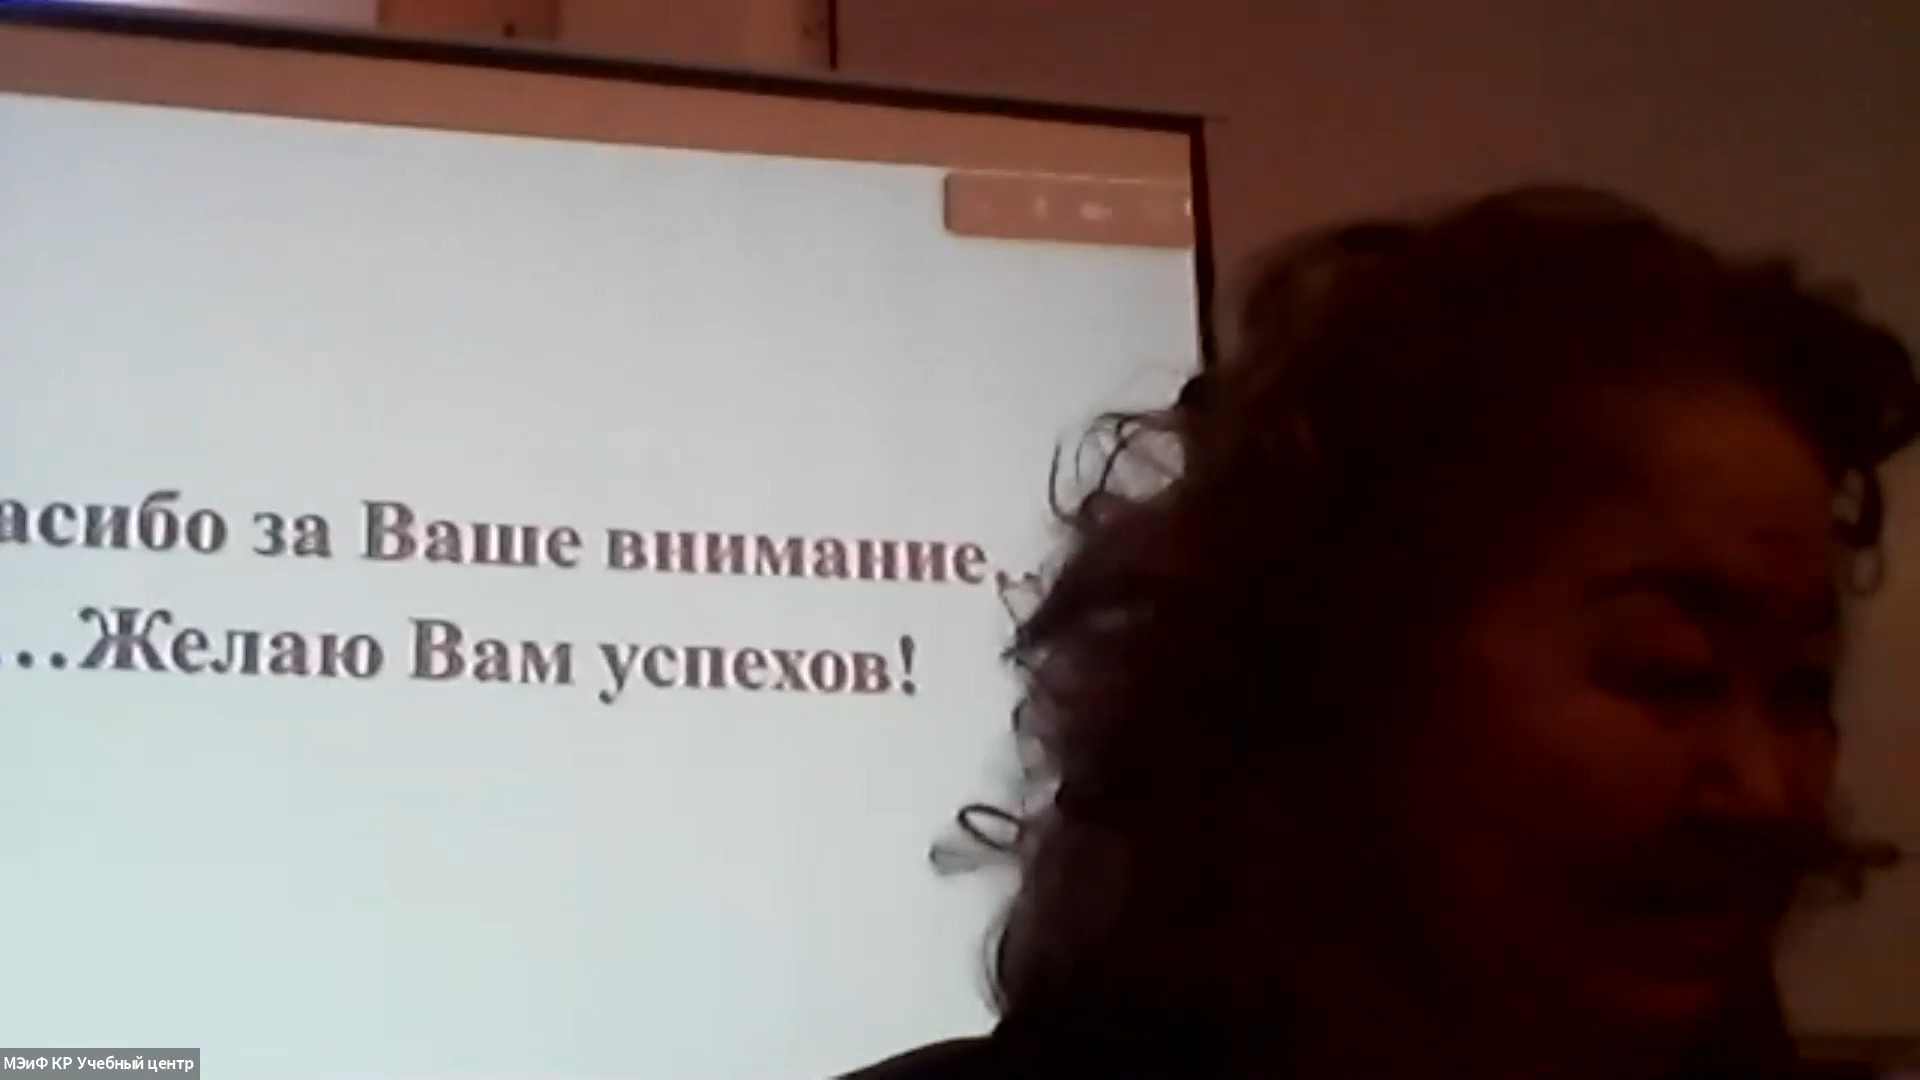 асибо за Ваше внимание..
...Желаю Вам успехов!
МЭиФ КР Учебный центр